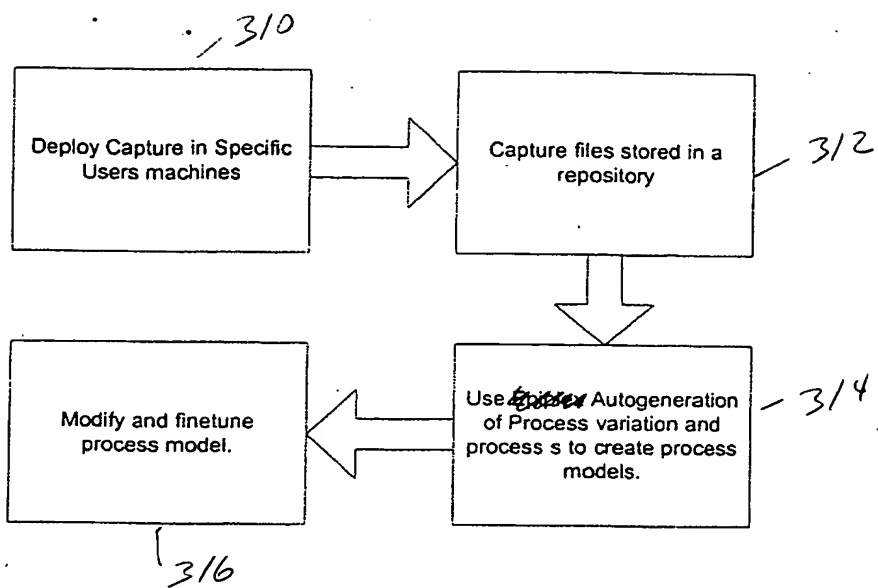 310
Deploy Capture in Specific
Users machines
Capture files stored in a
repository
312
Use Autogeneration
of Process variation and
process s to create process
models.
314
Modify and finetune
process model.
316